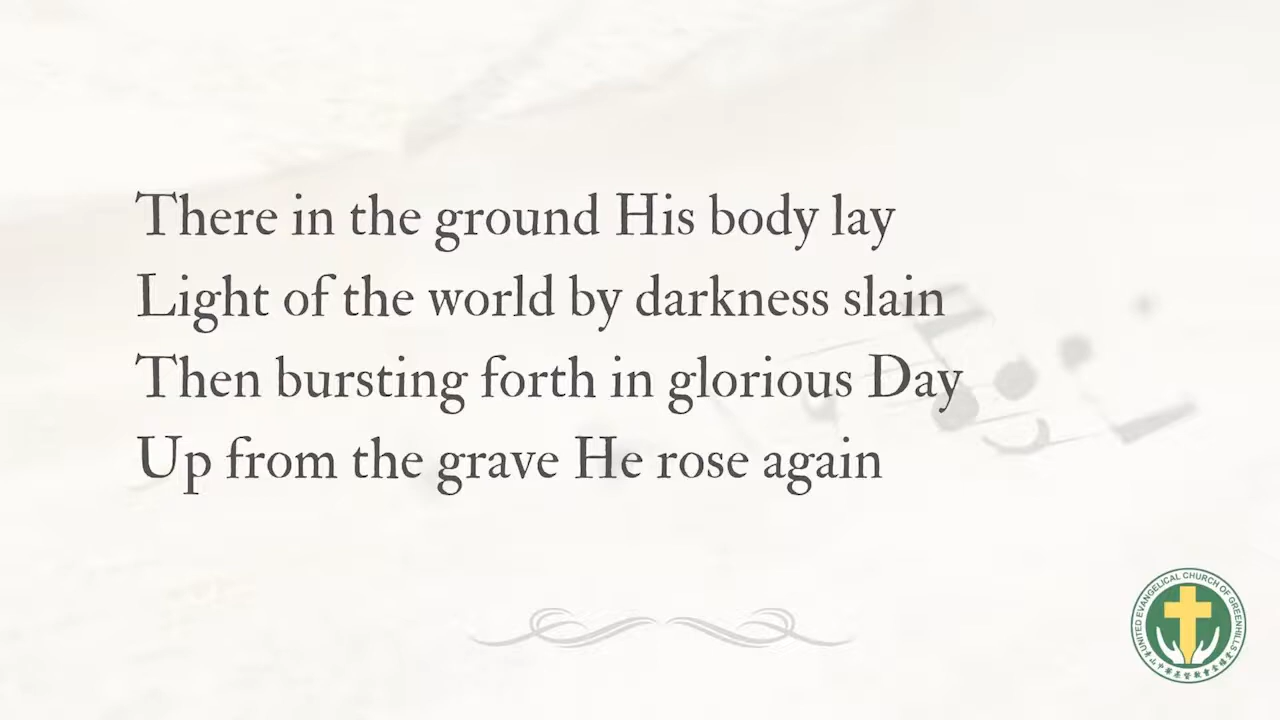 There in the ground His body lay
Light of the world by darkness slain
Then bursting forth in glorious Day
Up from the grave He rose again
UNITED EVANGELICAL CHURCH OF GREENHILLS